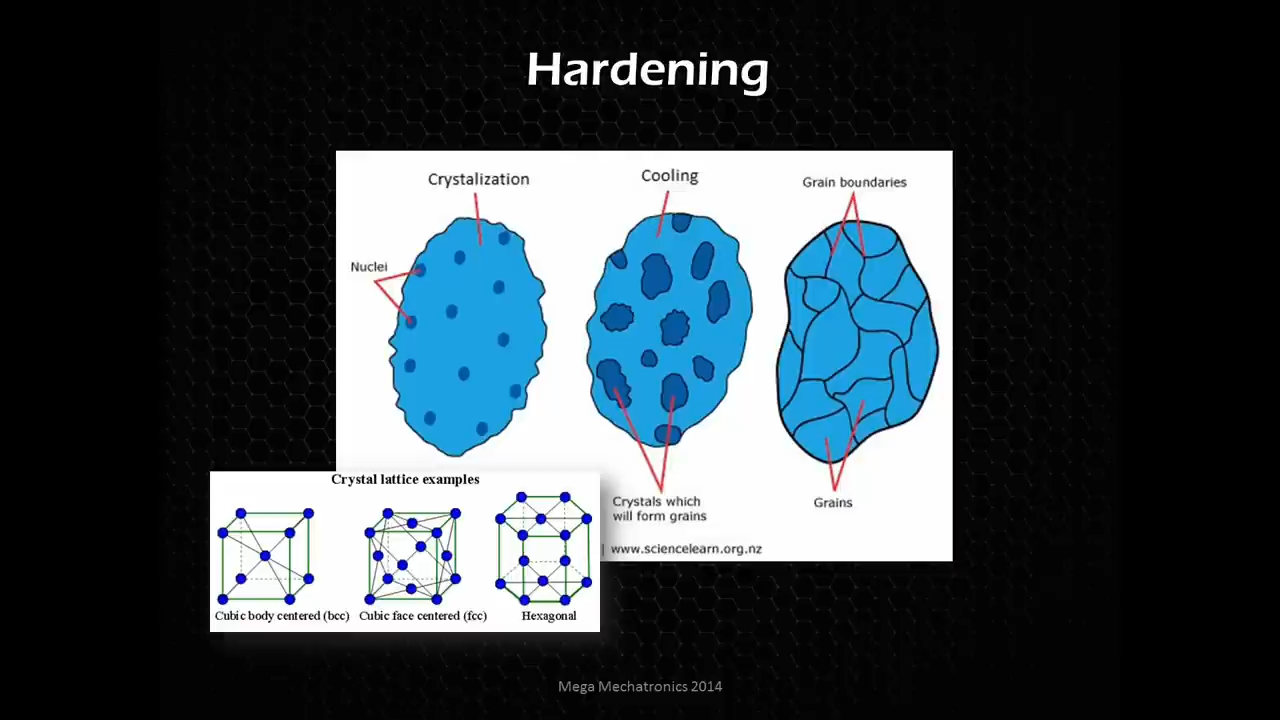 Hardening
Crystalization
Cooling
Grain boundaries
Nuclei
Crystals which
will form grains
Grains
| www.sciencelearn.org.nz
Crystal lattice examples
Cubic body centered (bcc)
Cubic face centered (fcc)
Hexagonal
Mega Mechatronics 2014